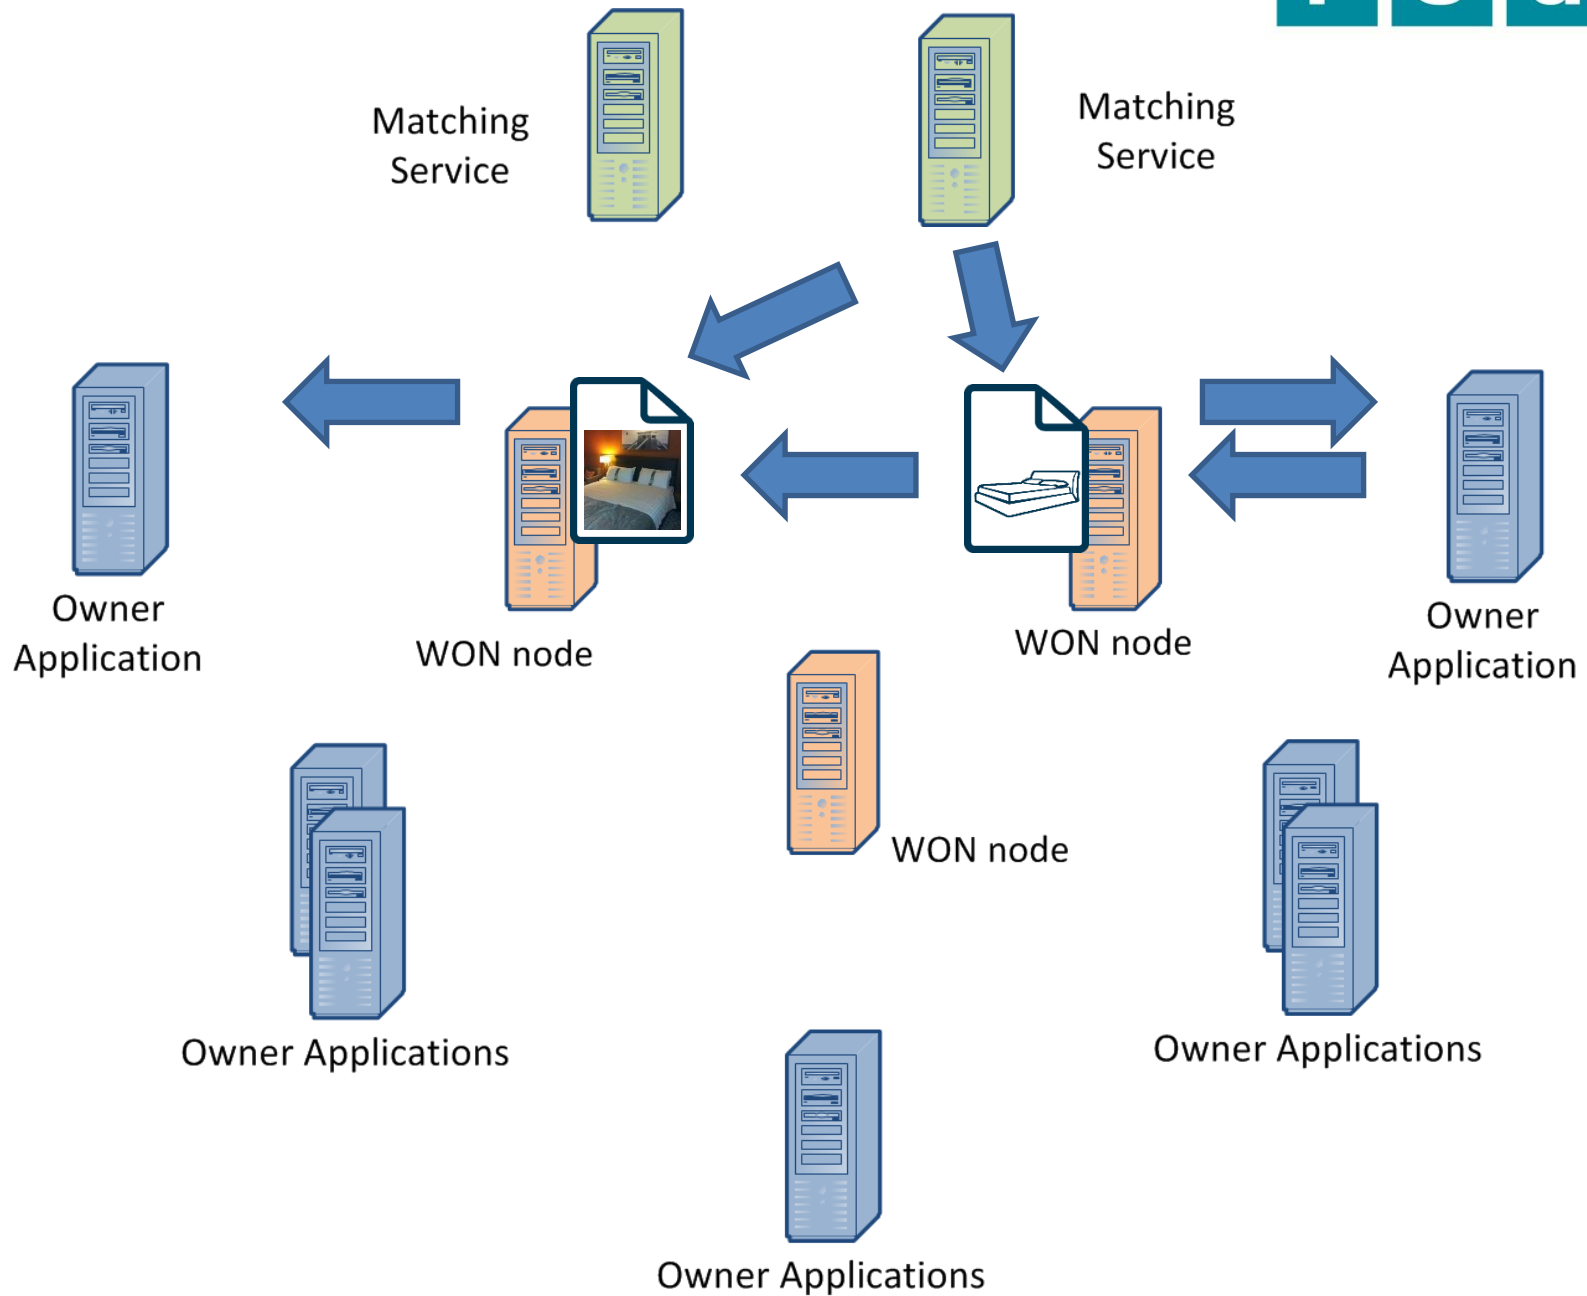 Matching
Service
Matching
Service
Owner
Application
WON node
WON node
Owner
Application
WON node
Owner Applications
Owner Applications
Owner Applications